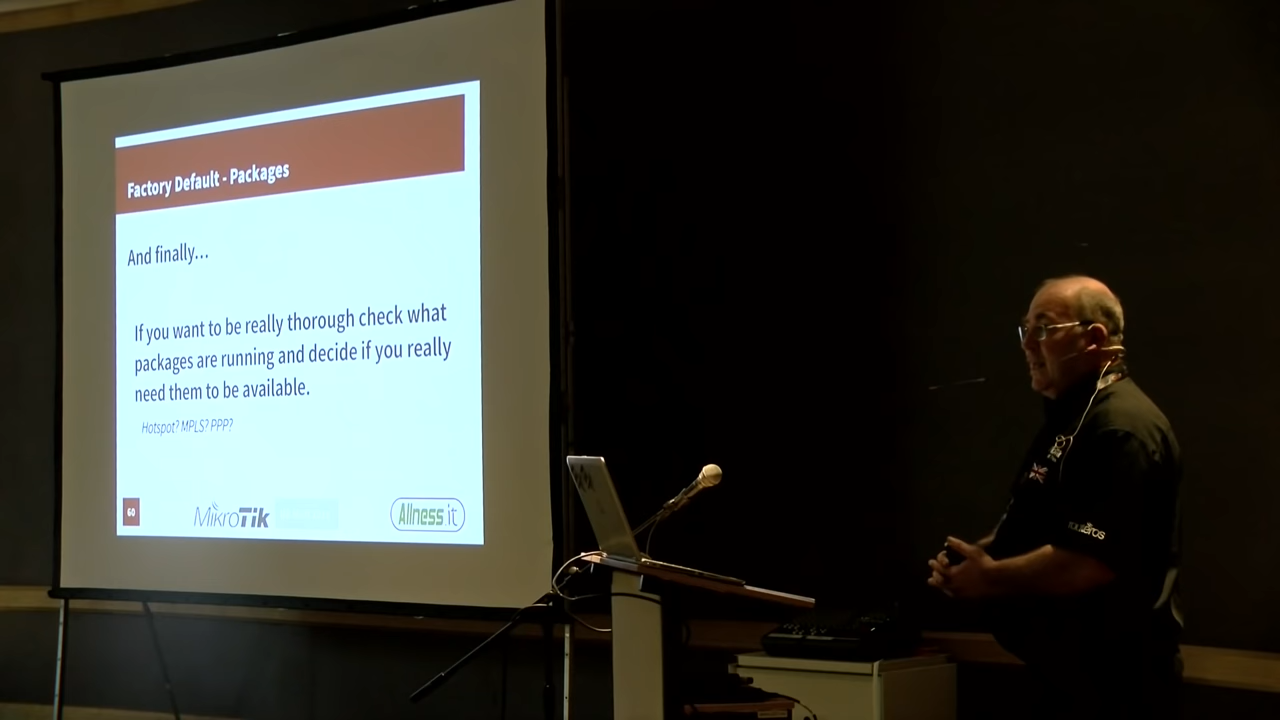 Factory Default - Packages
And finally...
If you want to be really thorough check what
packages are running and decide if you really
need them to be available.
Hotspot? MPLS? PPP?
60
MikroTik
Allness.it